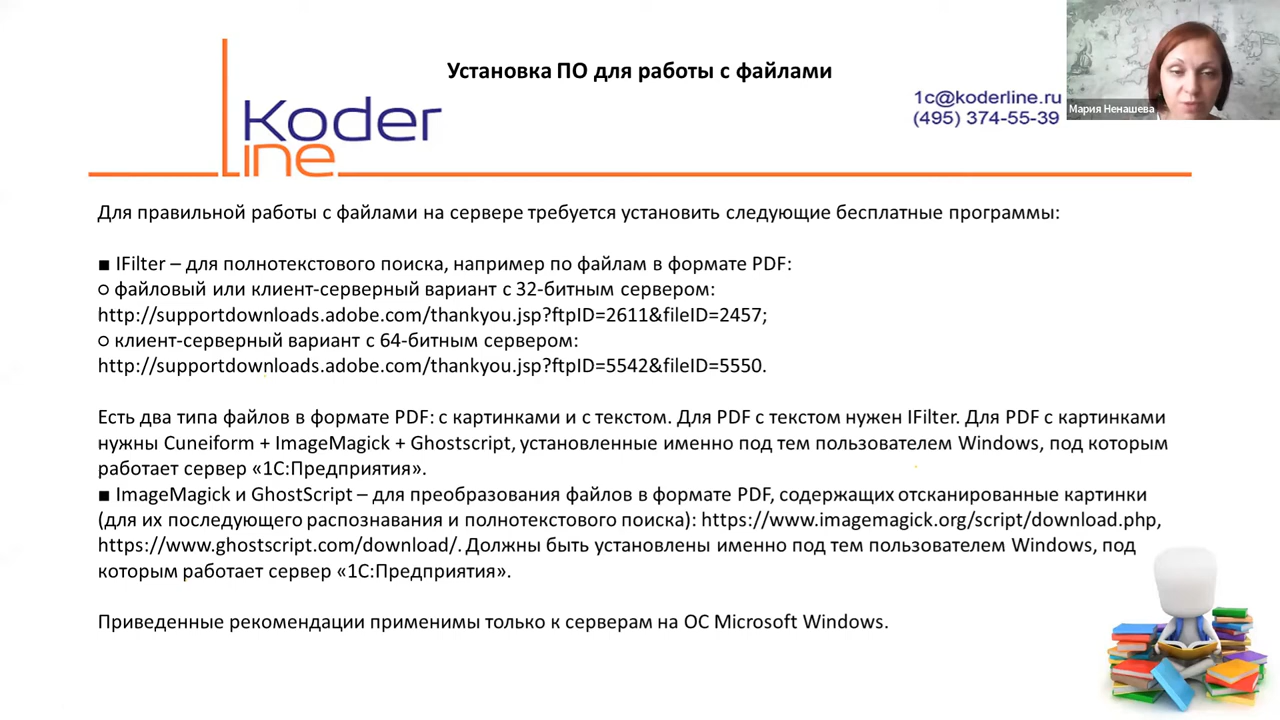 Установка ПО для работы с файлами
Koder
line
1c@koderline.ru
(495) 374-55-39
Мария Ненашева
Для правильной работы с файлами на сервере требуется установить следующие бесплатные программы:
■ IFilter – для полнотекстового поиска, например по файлам в формате PDF:
○ файловый или клиент-серверный вариант с 32-битным сервером:
http://supportdownloads.adobe.com/thankyou.jsp?ftpID=2611&fileID=2457;
○ клиент-серверный вариант с 64-битным сервером:
http://supportdownloads.adobe.com/thankyou.jsp?ftpID=5542&fileID=5550.
Есть два типа файлов в формате PDF: с картинками и с текстом. Для PDF с текстом нужен IFilter. Для PDF с картинками
нужны Cuneiform + ImageMagick + Ghostscript, установленные именно под тем пользователем Windows, под которым
работает сервер «1С:Предприятия».
■ ImageMagick и GhostScript – для преобразования файлов в формате PDF, содержащих отсканированные картинки
(для их последующего распознавания и полнотекстового поиска): https://www.imagemagick.org/script/download.php,
https://www.ghostscript.com/download/. Должны быть установлены именно под тем пользователем Windows, под
которым работает сервер «1С:Предприятия».
Приведенные рекомендации применимы только к серверам на ОС Microsoft Windows.